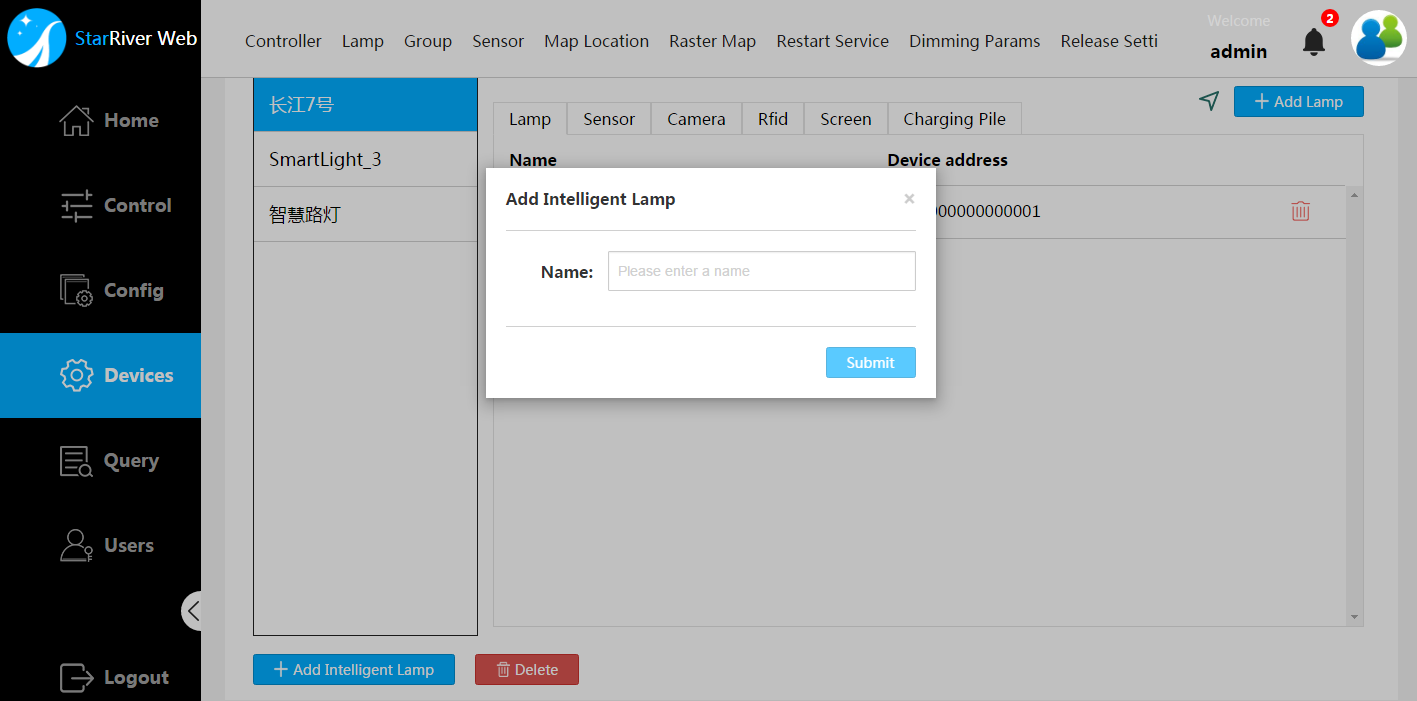 StarRiver Web
Controller Lamp Group Sensor Map Location Raster Map Restart Service Dimming Params Release Setti
Welcome
admin
2
Home
Control
Config
Devices
Query
Users
Logout
长江7号
SmartLight_3
智慧路灯
Add Lamp
Lamp Sensor Camera Rfid Screen Charging Pile
Name Device address
000000000001
Add Intelligent Lamp ×
Name: Please enter a name
Submit
Add Intelligent Lamp Delete